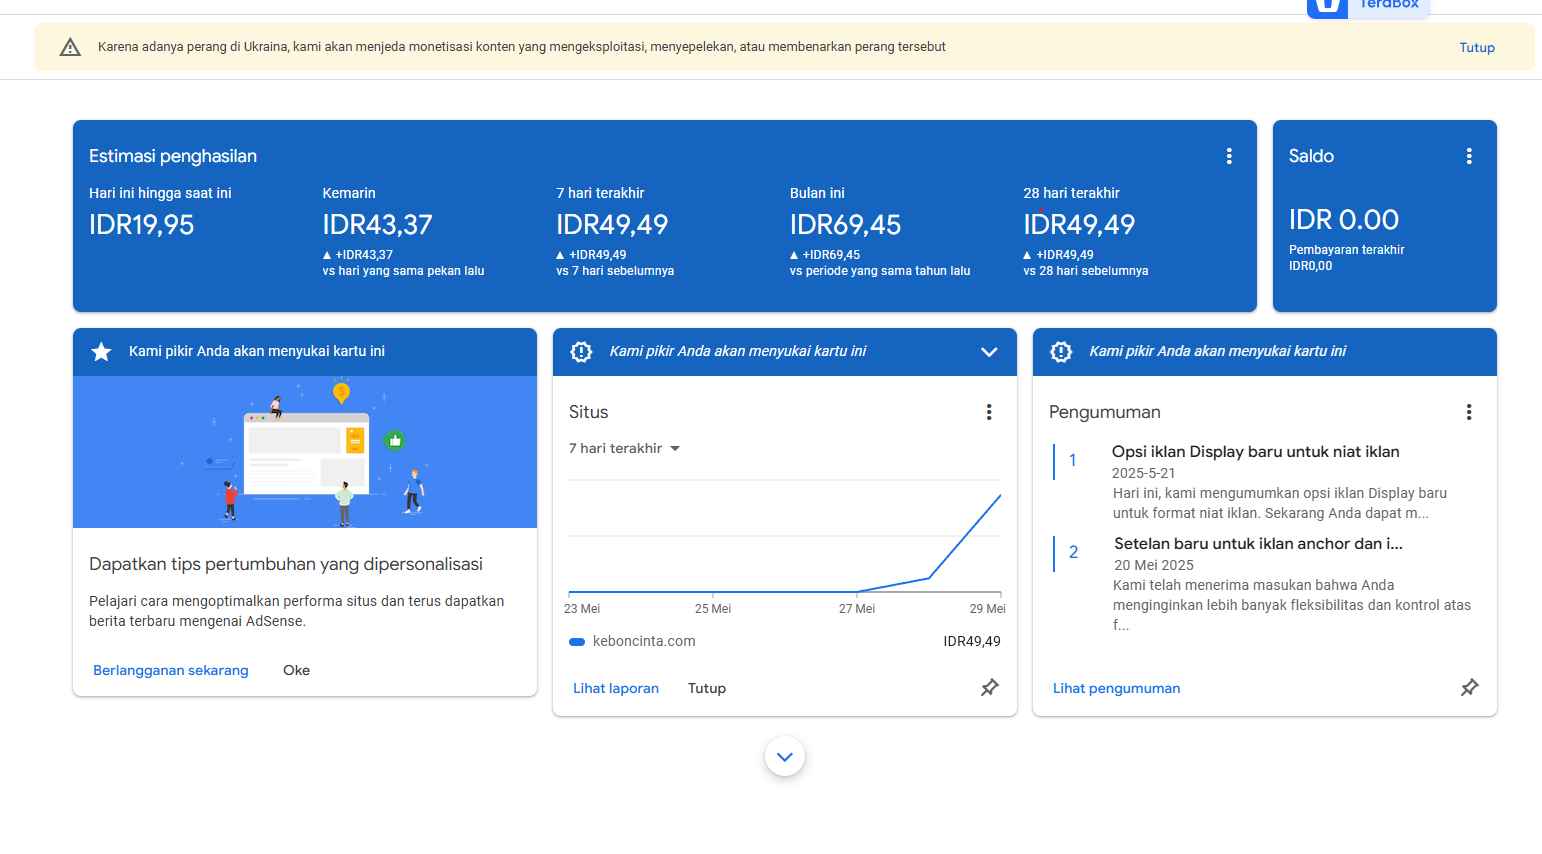 TeraBox
Karena adanya perang di Ukraina, kami akan menjeda monetisasi konten yang mengeksploitasi, menyepelekan, atau membenarkan perang tersebut
Tutup
Estimasi penghasilan
Hari ini hingga saat ini
IDR19,95
Kemarin
IDR43,37
+IDR43,37
vs hari yang sama pekan lalu
7 hari terakhir
IDR49,49
+IDR49,49
vs 7 hari sebelumnya
Bulan ini
IDR69,45
+IDR69,45
vs periode yang sama tahun lalu
28 hari terakhir
IDR49,49
+IDR49,49
vs 28 hari sebelumnya
Saldo
IDR 0.00
Pembayaran terakhir
IDR0,00
Kami pikir Anda akan menyukai kartu ini
Dapatkan tips pertumbuhan yang dipersonalisasi
Pelajari cara mengoptimalkan performa situs dan terus dapatkan
berita terbaru mengenai AdSense.
Berlangganan sekarang
Oke
Kami pikir Anda akan menyukai kartu ini
Situs
7 hari terakhir
23 Mei
25 Mei
27 Mei
29 Mei
keboncinta.com
IDR49,49
Lihat laporan
Tutup
Kami pikir Anda akan menyukai kartu ini
Pengumuman
1
Opsi iklan Display baru untuk niat iklan
2025-5-21
Hari ini, kami mengumumkan opsi iklan Display baru
untuk format niat iklan. Sekarang Anda dapat m...
2
Setelan baru untuk iklan anchor dan i...
20 Mei 2025
Kami telah menerima masukan bahwa Anda
menginginkan lebih banyak fleksibilitas dan kontrol atas
f...
Lihat pengumuman